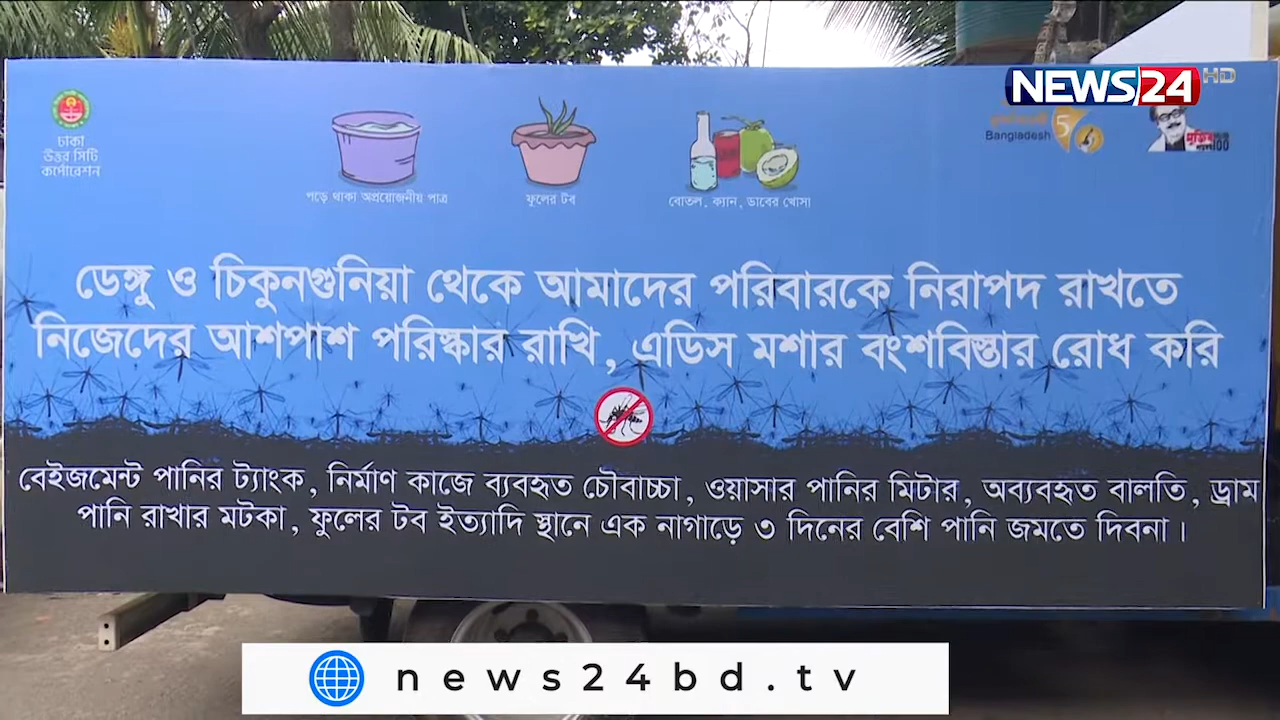 NEWS24 HD
ঢাকা
উত্তর সিটি
কর্পোরেশন
Bangladesh 50
মুজিব
100
পড়ে থাকা অপ্রয়োজনীয় পাত্র
ফুলের টব
বোতল, ক্যান, ডাবের খোসা
ডেঙ্গু ও চিকুনগুনিয়া থেকে আমাদের পরিবারকে নিরাপদ রাখতে
নিজেদের আশপাশ পরিস্কার রাখি, এডিস মশার বংশবিস্তার রোধ করি
বেইজমেন্ট পানির ট্যাংক, নির্মাণ কাজে ব্যবহৃত চৌবাচ্চা, ওয়াসার পানির মিটার, অব্যবহৃত বালতি, ড্রাম
পানি রাখার মটকা, ফুলের টব ইত্যাদি স্থানে এক নাগাড়ে ৩ দিনের বেশি পানি জমতে দিবনা।
news24bd.tv